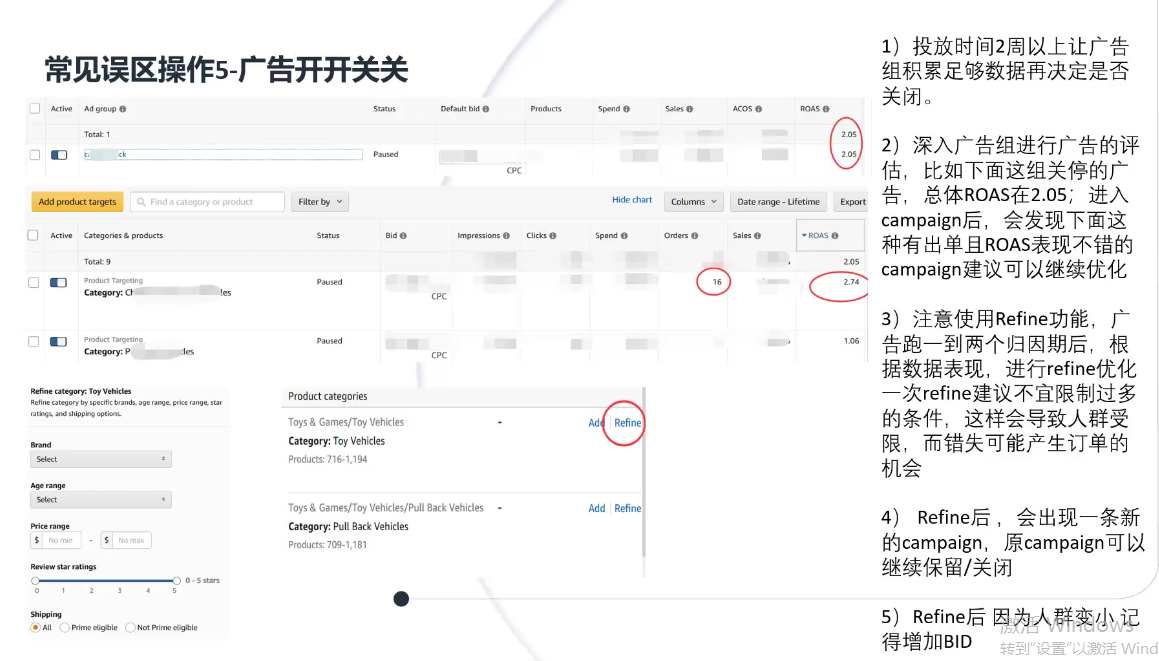 常见误区操作5-广告开开关关
Active Ad group Status Default bid Products Spend Sales ACOS ROAS
Total: 1 2.05
ck Paused 2.05
CPC
Add product targets Find a category or product Filter by Hide chart Columns Date range - Lifetime Export
Active Categories & products Status Bid Impressions Clicks Spend Orders Sales ROAS
Total: 9 2.05
Product Targeting Paused 16 2.74
Category: Ch les
CPC
Product Targeting Paused 1.06
Category: P cles
CPC
Refine category: Toy Vehicles
Refine category by specific brands, age range, price range, star
ratings, and shipping options.
Brand
Select
Age range
Select
Price range
$ No min - $ No max
Review star ratings
0 - 5 stars
0 1 2 3 4 5
Shipping
All Prime eligible Not Prime eligible
Product categories
Toys & Games/Toy Vehicles - Add Refine
Category: Toy Vehicles
Products: 716-1,194
Toys & Games/Toy Vehicles/Pull Back Vehicles - Add Refine
Category: Pull Back Vehicles
Products: 709-1,181
1）投放时间2周以上让广告
组积累足够数据再决定是否
关闭。
2）深入广告组进行广告的评
估，比如下面这组关停的广
告，总体ROAS在2.05；进入
campaign后，会发现下面这
种有出单且ROAS表现不错的
campaign建议可以继续优化
3）注意使用Refine功能，广
告跑一到两个归因期后，根
据数据表现，进行refine优化
一次refine建议不宜限制过多
的条件，这样会导致人群受
限，而错失可能产生订单的
机会
4） Refine后 ，会出现一条新
的campaign，原campaign可以
继续保留/关闭
5）Refine后 因为人群变小 记
得增加BID
激活 Windows
转到"设置"以激活 Wind